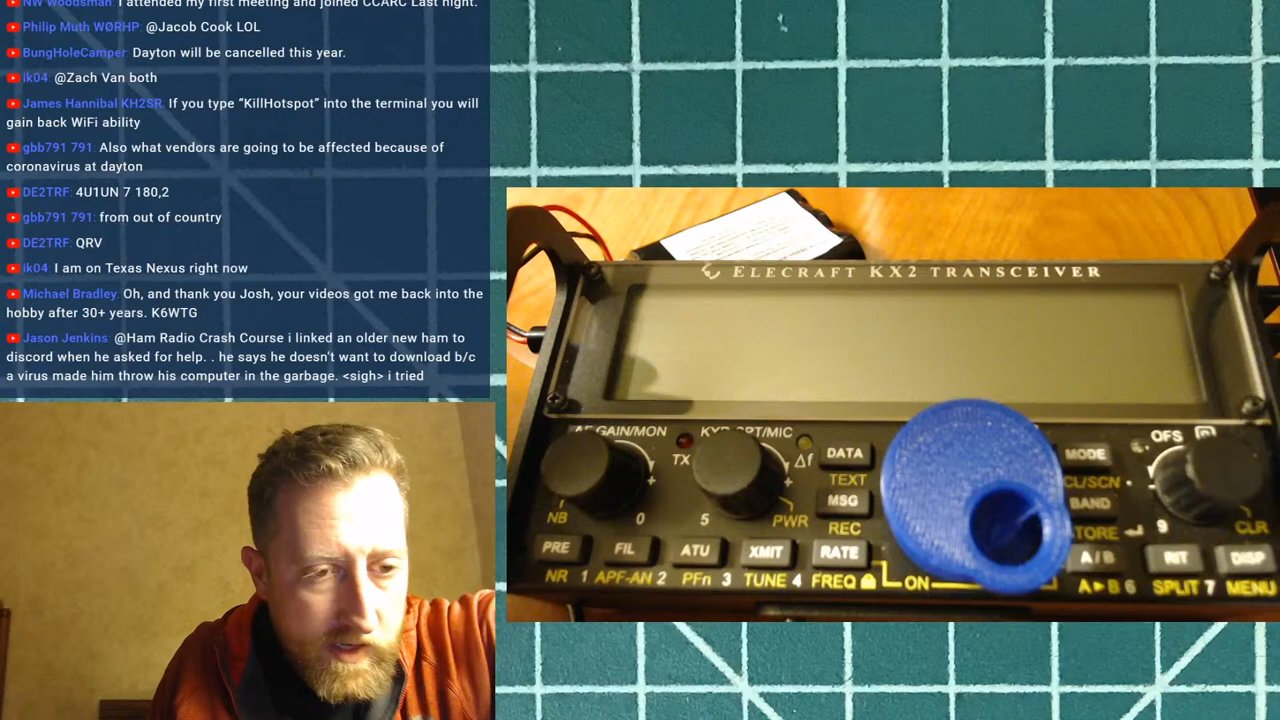 NW Woodsman: I attended my first meeting and joined CCARC Last night.
Philip Muth WØRHP: @Jacob Cook LOL
BungHoleCamper: Dayton will be cancelled this year.
ik04: @Zach Van both
James Hannibal KH2SR: If you type “KillHotspot” into the terminal you will
gain back WiFi ability
gbb791 791: Also what vendors are going to be affected because of
coronavirus at dayton
DE2TRF: 4U1UN 7 180,2
gbb791 791: from out of country
DE2TRF: QRV
ik04: I am on Texas Nexus right now
Michael Bradley: Oh, and thank you Josh, your videos got me back into the
hobby after 30+ years. K6WTG
Jason Jenkins: @Ham Radio Crash Course i linked an older new ham to
discord when he asked for help. . he says he doesn't want to download b/c
a virus made him throw his computer in the garbage. <sigh> i tried
ELECRAFT KX2 TRANSCEIVER
AF GAIN/MON
TX
Δf
OFS
DATA
MODE
TEXT
CL/SCN
MSG
BAND
NB
0
5
PWR
REC
9
CLR
PRE FIL ATU XMIT RATE A/B RIT DISP
NR 1 APF-AN 2 PFn 3 TUNE 4 FREQ ON A▸B 6 SPLIT 7 MENU